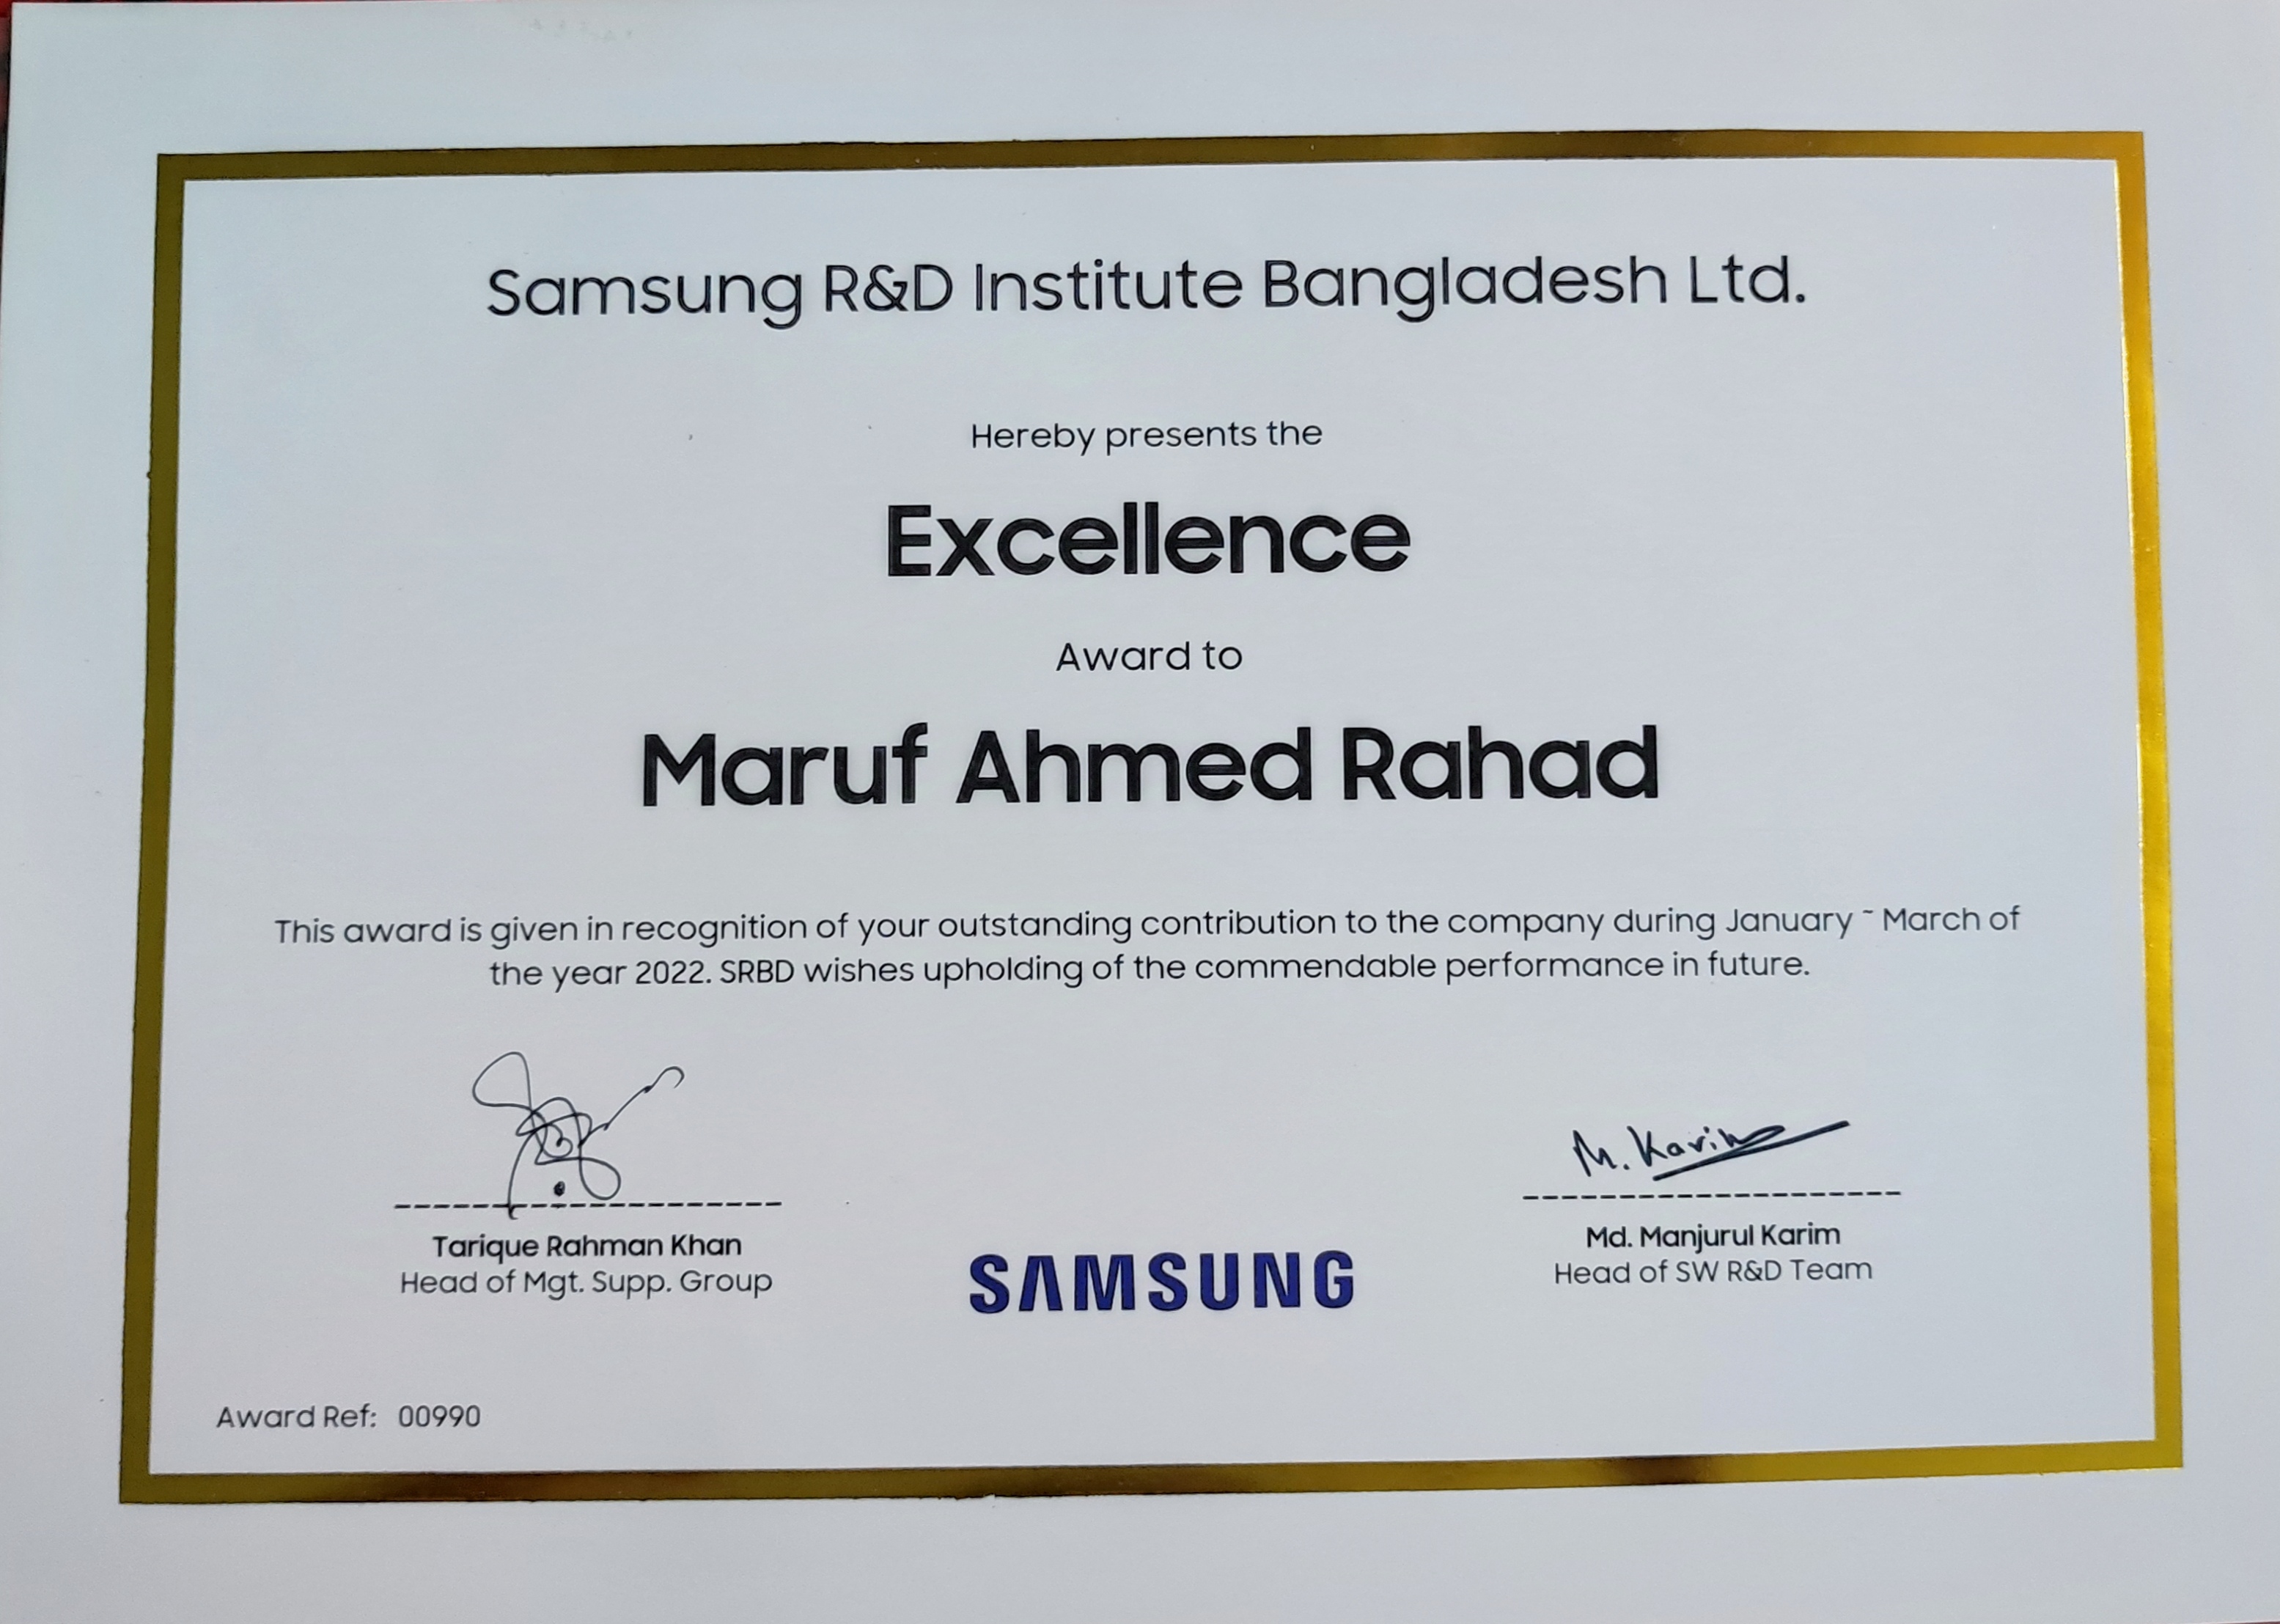 Samsung R&D Institute Bangladesh Ltd.
Hereby presents the
Excellence
Award to
Maruf Ahmed Rahad
This award is given in recognition of your outstanding contribution to the company during January ~ March of
the year 2022. SRBD wishes upholding of the commendable performance in future.
M. Karim
Tarique Rahman Khan
Head of Mgt. Supp. Group
Md. Manjurul Karim
Head of SW R&D Team
SAMSUNG
Award Ref: 00990